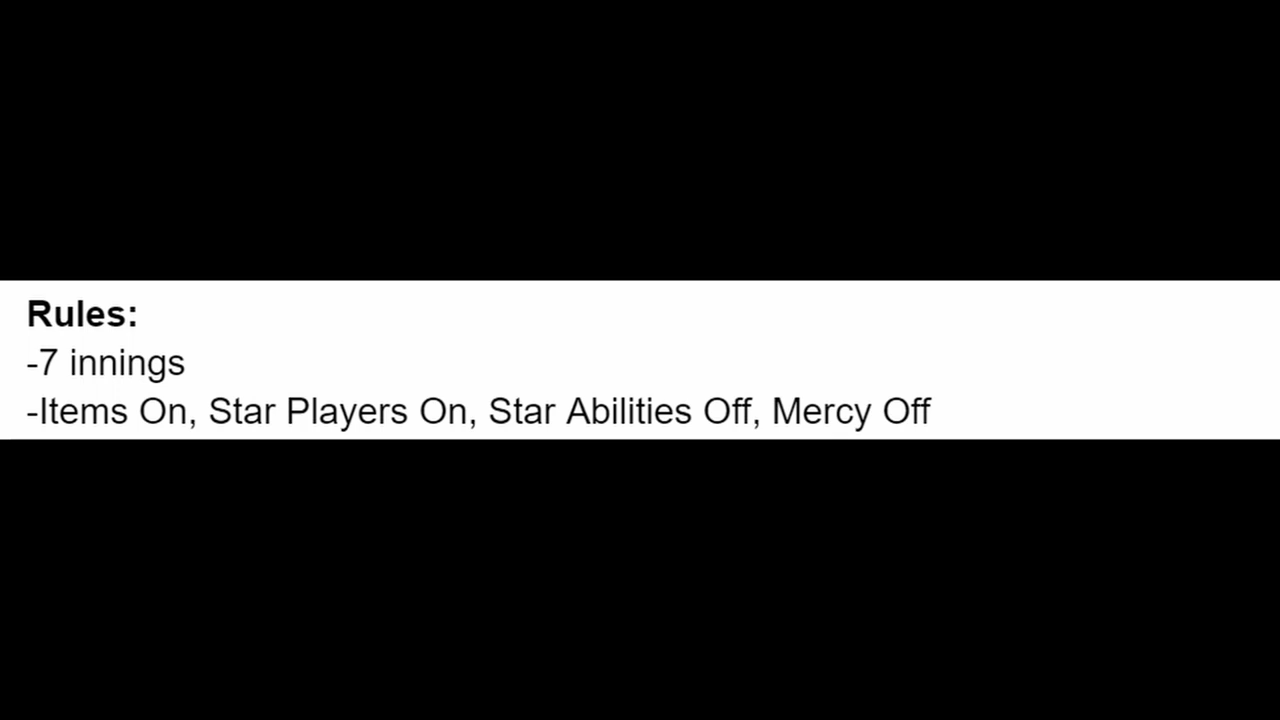 Rules:
-7 innings
-Items On, Star Players On, Star Abilities Off, Mercy Off